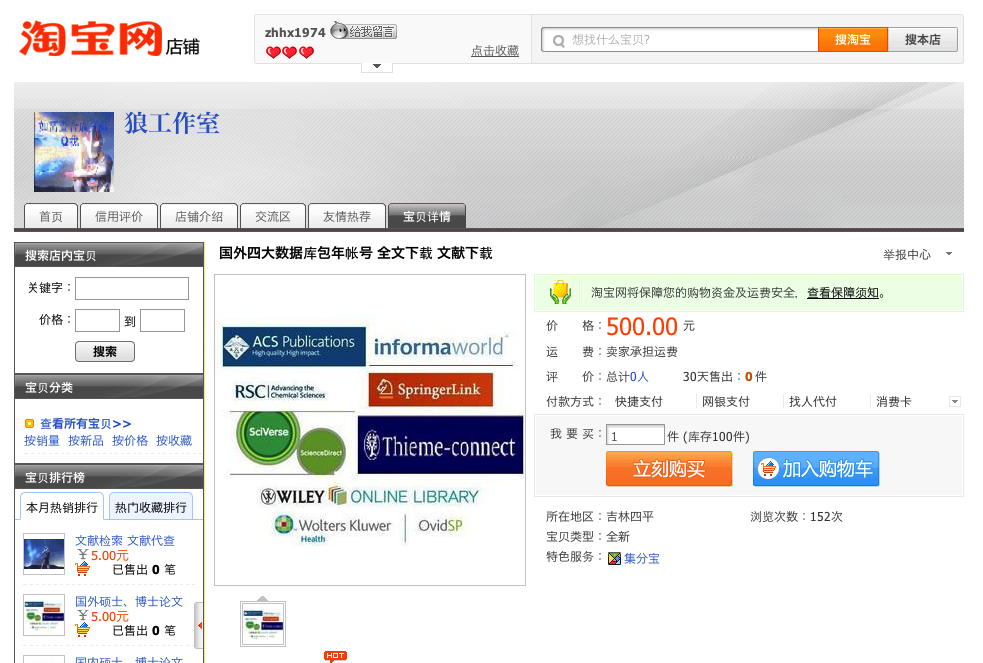 淘宝网店铺
zhhx1974 给我留言
点击收藏
想找什么宝贝?
搜淘宝 搜本店
狼工作室
首页 信用评价 店铺介绍 交流区 友情热荐 宝贝详情
搜索店内宝贝
关键字：
价格： 到
搜索
宝贝分类
查看所有宝贝>>
按销量 按新品 按价格 按收藏
宝贝排行榜
本月热销排行 热门收藏排行
文献检索 文献代查
￥5.00元
已售出 0 笔
国外硕士、博士论文
￥5.00元
已售出 0 笔
国内硕士、博士论文
国外四大数据库包年帐号 全文下载 文献下载
举报中心
ACS Publications
High quality. High impact.
informaworld
RSC Advancing the Chemical Sciences
SpringerLink
SciVerse
ScienceDirect
Thieme-connect
WILEY ONLINE LIBRARY
Wolters Kluwer Health
OvidSP
HOT
淘宝网将保障您的购物资金及运费安全, 查看保障须知。
价 格：500.00 元
运 费：卖家承担运费
评 价：总计0人 30天售出：0 件
付款方式： 快捷支付 网银支付 找人代付 消费卡
我 要 买： 1 件 (库存100件)
立刻购买 加入购物车
所在地区：吉林四平 浏览次数：152次
宝贝类型：全新
特色服务： 集分宝